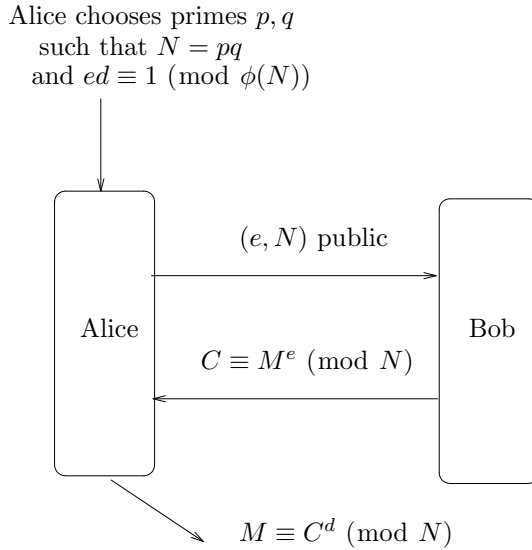 Alice chooses primes p, q
such that N = pq
and ed ≡ 1 (mod ϕ(N))
(e, N) public
Alice
Bob
C ≡ M^e (mod N)
M ≡ C^d (mod N)